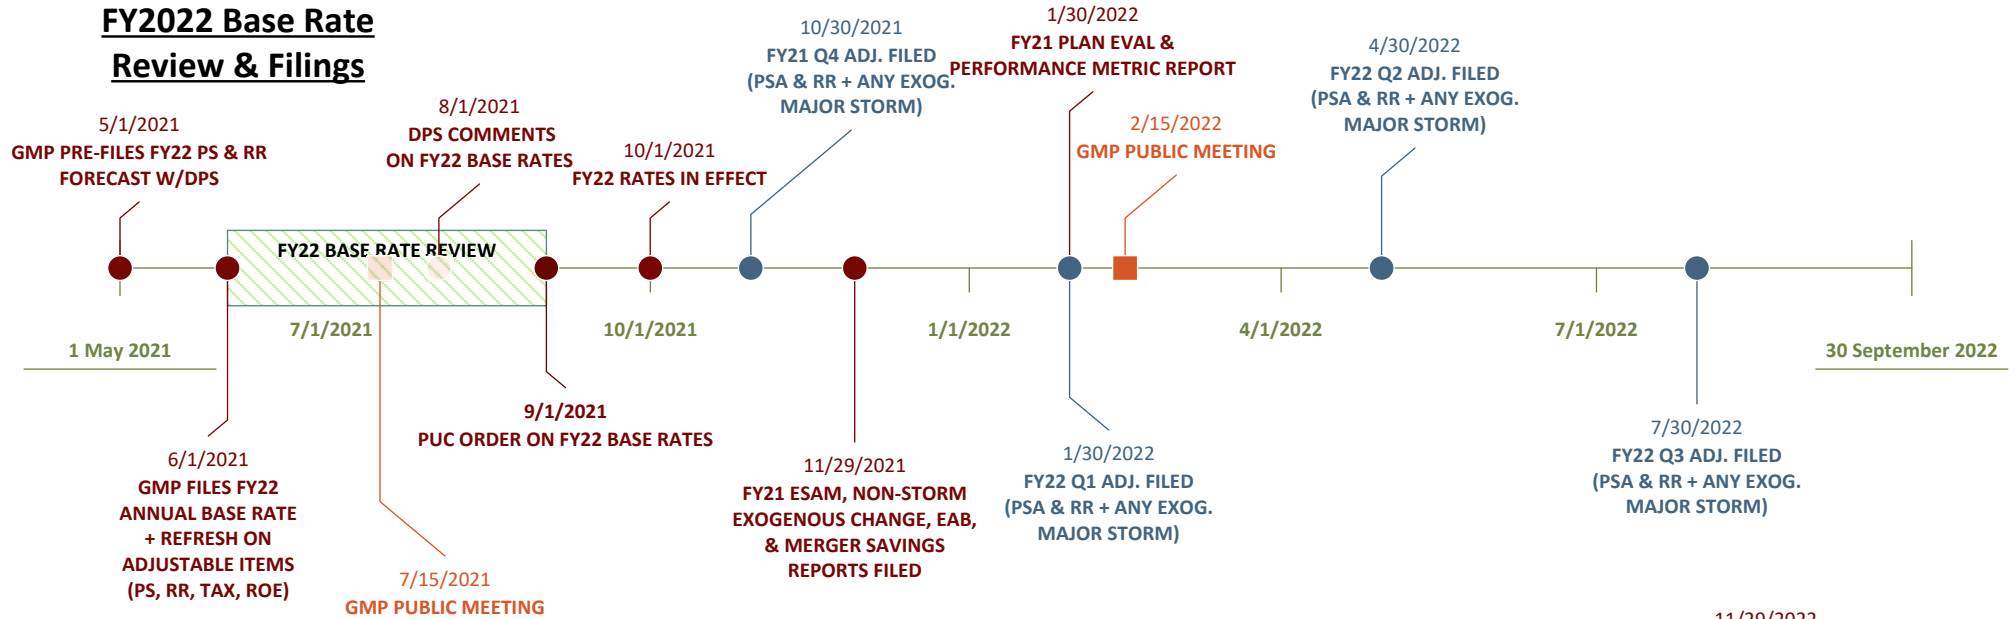 FY2022 Base Rate
Review & Filings
5/1/2021
GMP PRE-FILES FY22 PS & RR
FORECAST W/DPS
8/1/2021
DPS COMMENTS
ON FY22 BASE RATES
10/1/2021
FY22 RATES IN EFFECT
10/30/2021
FY21 Q4 ADJ. FILED
(PSA & RR + ANY EXOG.
MAJOR STORM)
1/30/2022
FY21 PLAN EVAL &
PERFORMANCE METRIC REPORT
2/15/2022
GMP PUBLIC MEETING
4/30/2022
FY22 Q2 ADJ. FILED
(PSA & RR + ANY EXOG.
MAJOR STORM)
FY22 BASE RATE REVIEW
7/1/2021
10/1/2021
1/1/2022
4/1/2022
7/1/2022
1 May 2021
30 September 2022
6/1/2021
GMP FILES FY22
ANNUAL BASE RATE
+ REFRESH ON
ADJUSTABLE ITEMS
(PS, RR, TAX, ROE)
7/15/2021
GMP PUBLIC MEETING
9/1/2021
PUC ORDER ON FY22 BASE RATES
11/29/2021
FY21 ESAM, NON-STORM
EXOGENOUS CHANGE, EAB,
& MERGER SAVINGS
REPORTS FILED
1/30/2022
FY22 Q1 ADJ. FILED
(PSA & RR + ANY EXOG.
MAJOR STORM)
7/30/2022
FY22 Q3 ADJ. FILED
(PSA & RR + ANY EXOG.
MAJOR STORM)
11/29/2022